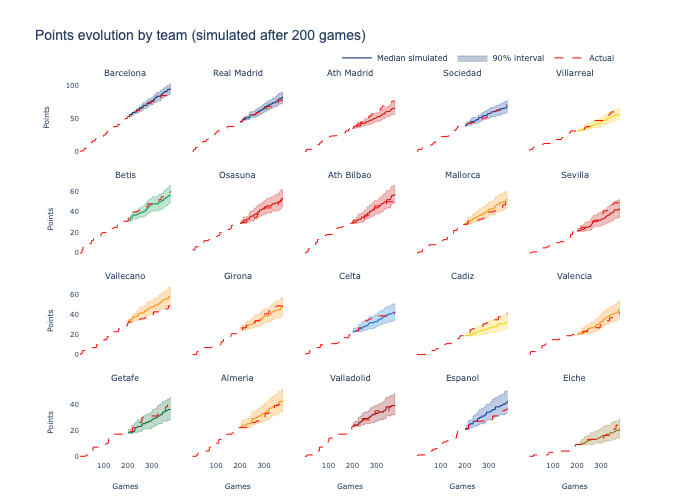 Points evolution by team (simulated after 200 games)
Median simulated 90% interval Actual
Barcelona Real Madrid Ath Madrid Sociedad Villarreal
100
Points
50
0
Betis Osasuna Ath Bilbao Mallorca Sevilla
60
Points
40
20
0
Vallecano Girona Celta Cadiz Valencia
60
Points
40
20
0
Getafe Almeria Valladolid Espanol Elche
40
Points
20
0
100 200 300 100 200 300 100 200 300 100 200 300 100 200 300
Games Games Games Games Games